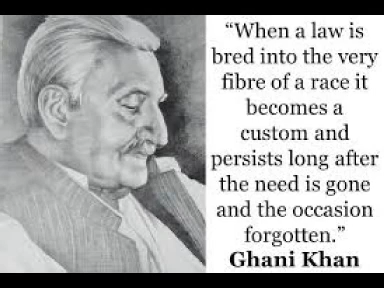 “When a law is
bred into the very
fibre of a race it
becomes a
custom and
persists long after
the need is gone
and the occasion
forgotten.”
Ghani Khan